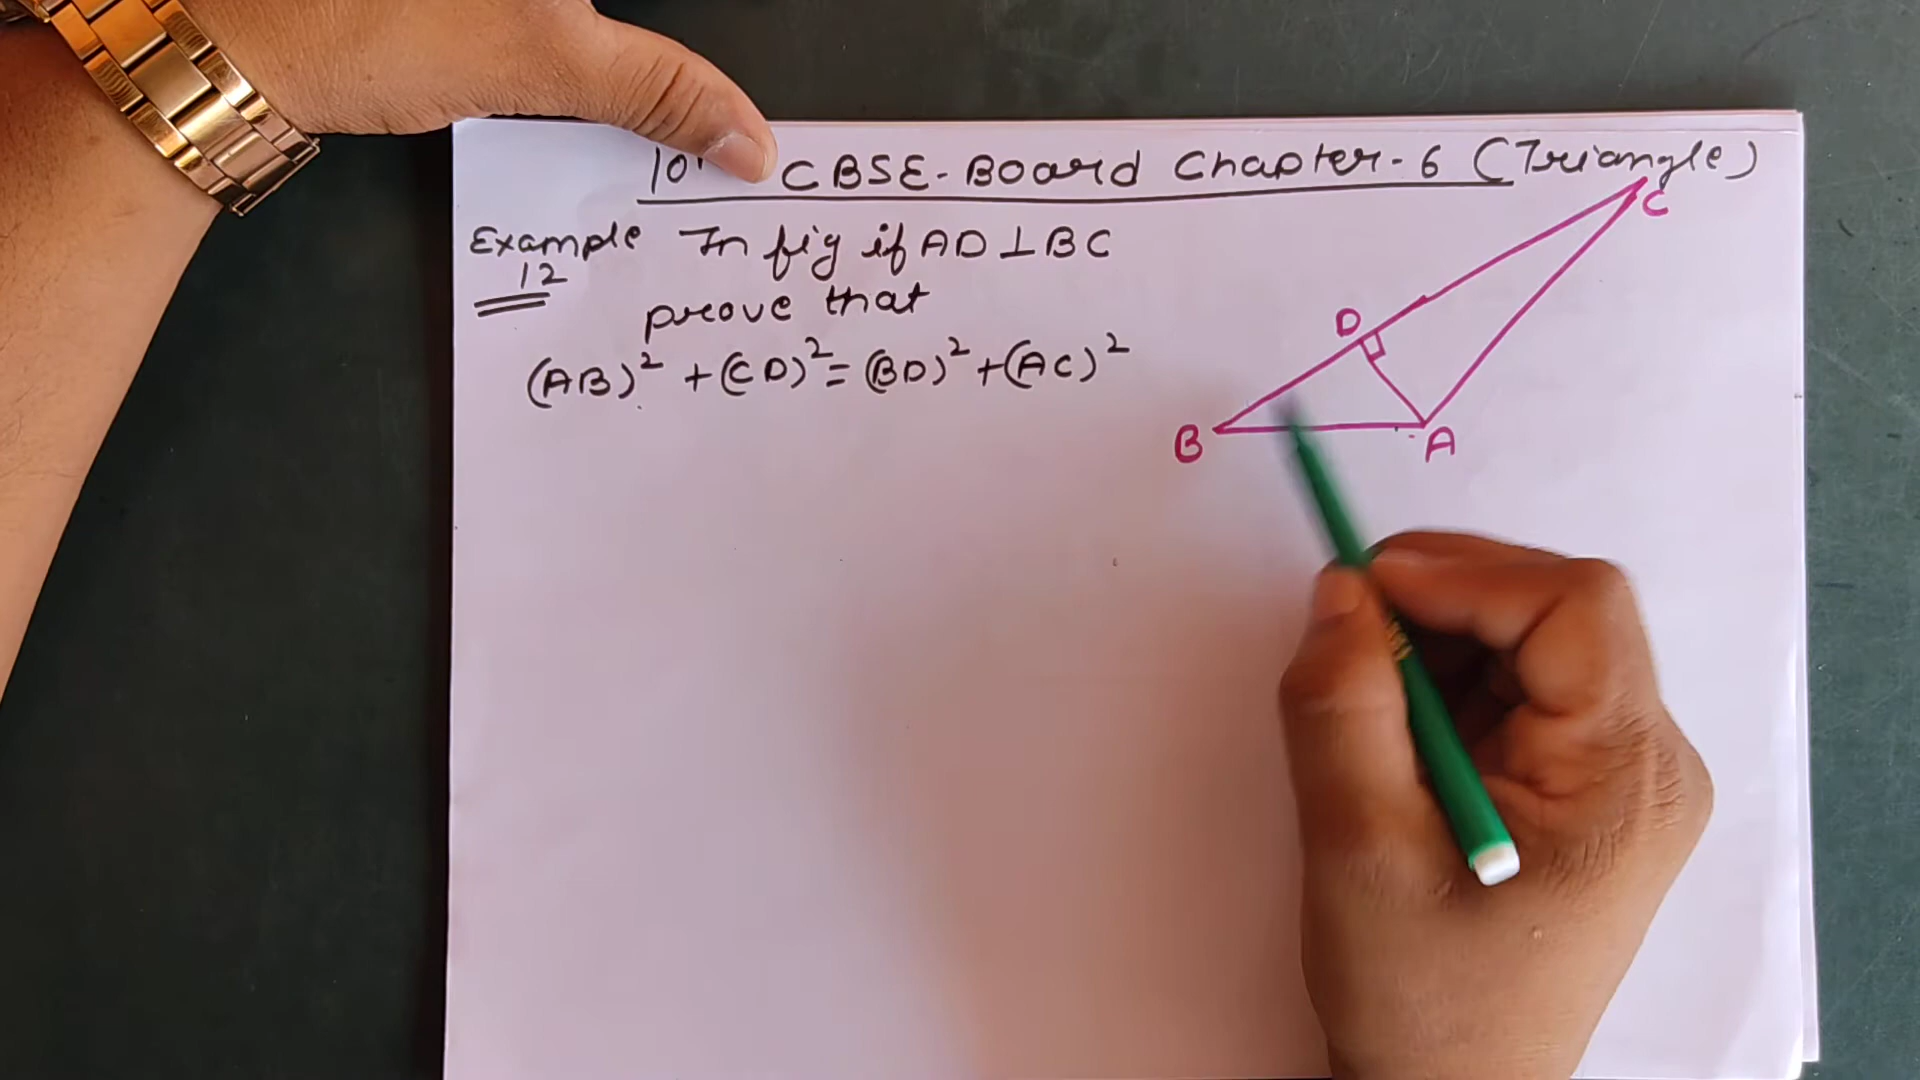 10 CBSE-Board Chapter-6 (Triangle)
Example In fig if AD⊥BC
12
prove that
(AB)² + (CD)² = (BD)² + (AC)²
C
D
B
A